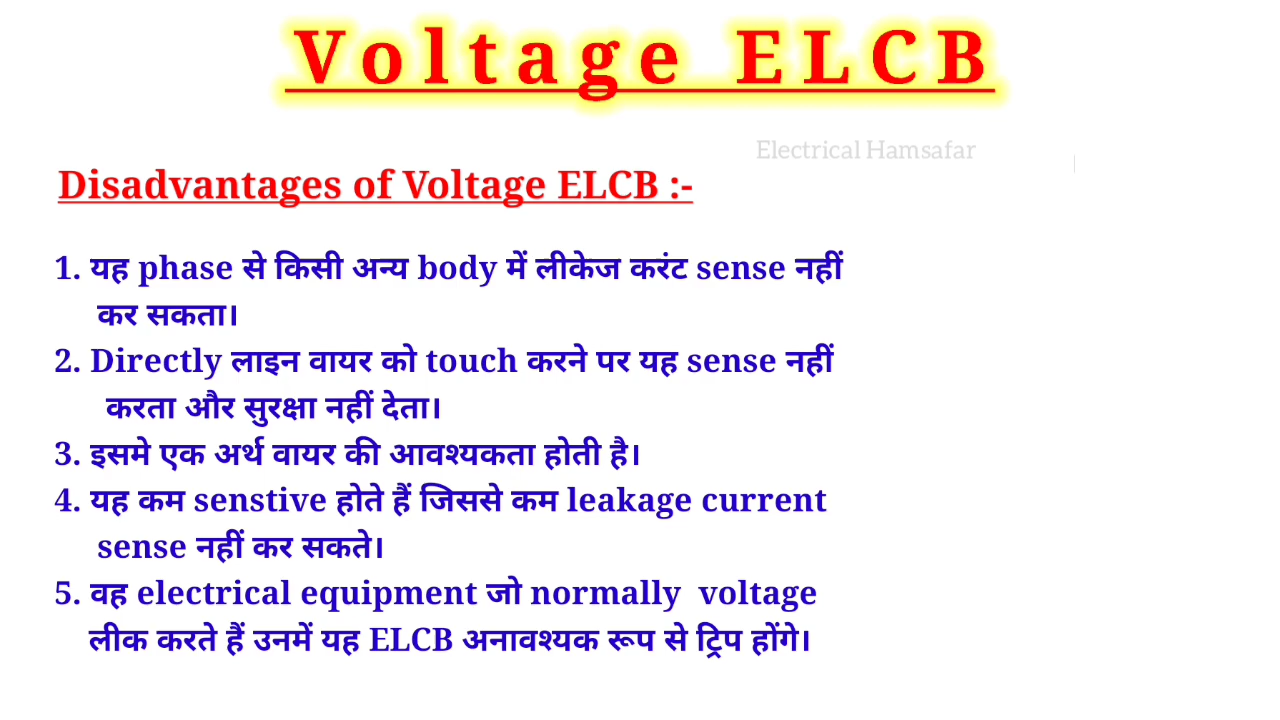 Voltage ELCB
Electrical Hamsafar
Disadvantages of Voltage ELCB :-
1. यह phase से किसी अन्य body में लीकेज करंट sense नहीं
कर सकता।
2. Directly लाइन वायर को touch करने पर यह sense नहीं
करता और सुरक्षा नहीं देता।
3. इसमे एक अर्थ वायर की आवश्यकता होती है।
4. यह कम senstive होते हैं जिससे कम leakage current
sense नहीं कर सकते।
5. वह electrical equipment जो normally voltage
लीक करते हैं उनमें यह ELCB अनावश्यक रूप से ट्रिप होंगे।